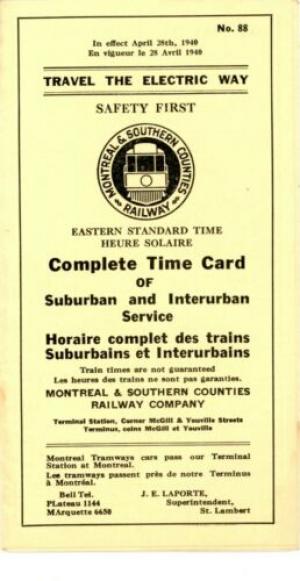 No. 88
In effect April 28th, 1940
En vigueur le 28 Avril 1940
TRAVEL THE ELECTRIC WAY
SAFETY FIRST
MONTREAL & SOUTHERN COUNTIES
RAILWAY
EASTERN STANDARD TIME
HEURE SOLAIRE
Complete Time Card
OF
Suburban and Interurban
Service
Horaire complet des trains
Suburbains et Interurbains
Train times are not guaranteed
Les heures des trains ne sont pas garanties.
MONTREAL & SOUTHERN COUNTIES
RAILWAY COMPANY
Terminal Station, Corner McGill & Youville Streets
Terminus, coins McGill et Youville
Montreal Tramways cars pass our Terminal
Station at Montreal.
Les tramways passent près de notre Terminus
à Montréal.
Bell Tel. J. E. LAPORTE,
PLateau 1144 Superintendent,
MArquette 6650 St. Lambert